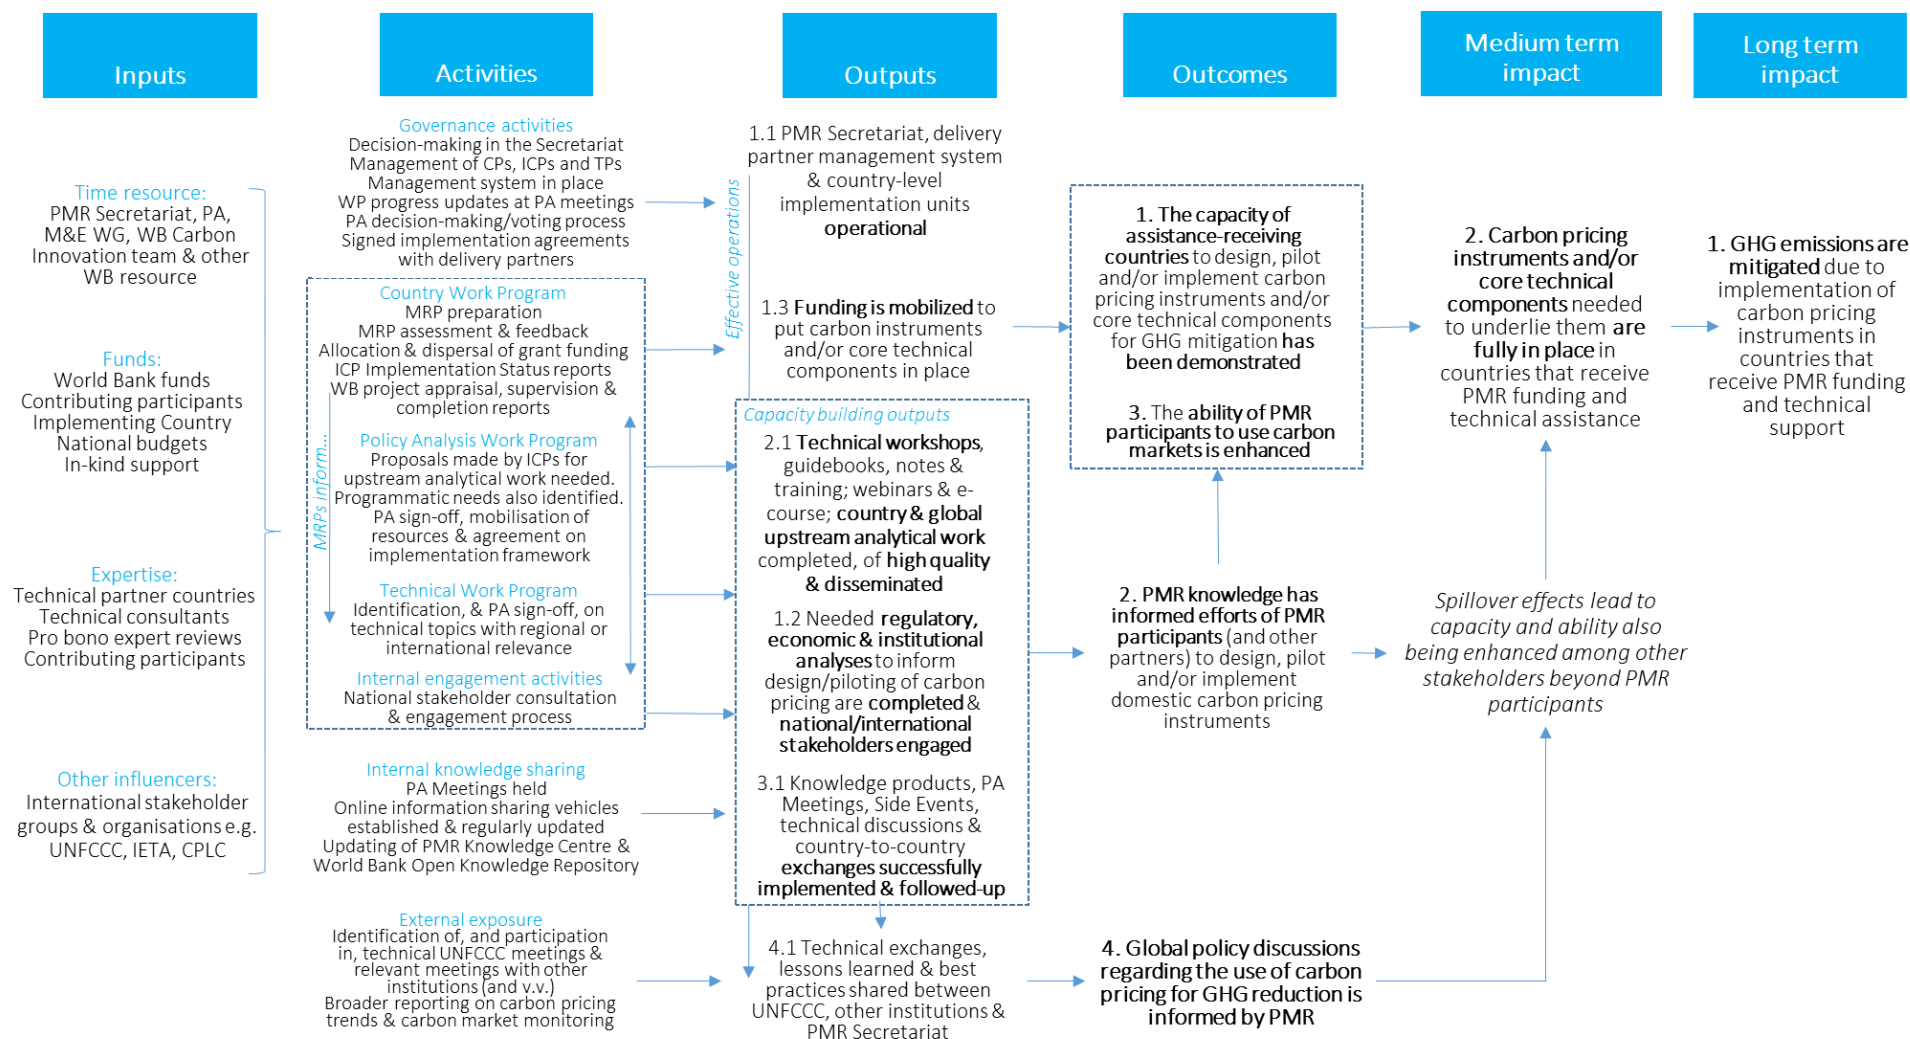 Inputs
Activities
Outputs
Outcomes
Medium term
impact
Long term
impact
Time resource:
PMR Secretariat, PA,
M&E WG, WB Carbon
Innovation team & other
WB resource
Funds:
World Bank funds
Contributing participants
Implementing Country
National budgets
In-kind support
Expertise:
Technical partner countries
Technical consultants
Pro bono expert reviews
Contributing participants
Other influencers:
International stakeholder
groups & organisations e.g.
UNFCCC, IETA, CPLC
Governance activities
Decision-making in the Secretariat
Management of CPs, ICPs and TPs
Management system in place
WP progress updates at PA meetings
PA decision-making/voting process
Signed implementation agreements
with delivery partners
Country Work Program
MRP preparation
MRP assessment & feedback
Allocation & dispersal of grant funding
ICP Implementation Status reports
WB project appraisal, supervision &
completion reports
MRPs inform...
Policy Analysis Work Program
Proposals made by ICPs for
upstream analytical work needed.
Programmatic needs also identified.
PA sign-off, mobilisation of
resources & agreement on
implementation framework
Technical Work Program
Identification, & PA sign-off, on
technical topics with regional or
international relevance
Internal engagement activities
National stakeholder consultation
& engagement process
Internal knowledge sharing
PA Meetings held
Online information sharing vehicles
established & regularly updated
Updating of PMR Knowledge Centre &
World Bank Open Knowledge Repository
External exposure
Identification of, and participation
in, technical UNFCCC meetings &
relevant meetings with other
institutions (and v.v.)
Broader reporting on carbon pricing
trends & carbon market monitoring
Effective operations
1.1 PMR Secretariat, delivery
partner management system
& country-level
implementation units
operational
1.3 Funding is mobilized to
put carbon instruments
and/or core technical
components in place
Capacity building outputs
2.1 Technical workshops,
guidebooks, notes &
training; webinars & e-
course; country & global
upstream analytical work
completed, of high quality
& disseminated
1.2 Needed regulatory,
economic & institutional
analyses to inform
design/piloting of carbon
pricing are completed &
national/international
stakeholders engaged
3.1 Knowledge products, PA
Meetings, Side Events,
technical discussions &
country-to-country
exchanges successfully
implemented & followed-up
4.1 Technical exchanges,
lessons learned & best
practices shared between
UNFCCC, other institutions &
PMR Secretariat
1. The capacity of
assistance-receiving
countries to design, pilot
and/or implement carbon
pricing instruments and/or
core technical components
for GHG mitigation has
been demonstrated
3. The ability of PMR
participants to use carbon
markets is enhanced
2. PMR knowledge has
informed efforts of PMR
participants (and other
partners) to design, pilot
and/or implement
domestic carbon pricing
instruments
4. Global policy discussions
regarding the use of carbon
pricing for GHG reduction is
informed by PMR
2. Carbon pricing
instruments and/or
core technical
components needed
to underlie them are
fully in place in
countries that receive
PMR funding and
technical assistance
Spillover effects lead to
capacity and ability also
being enhanced among other
stakeholders beyond PMR
participants
1. GHG emissions are
mitigated due to
implementation of
carbon pricing
instruments in
countries that
receive PMR funding
and technical
support